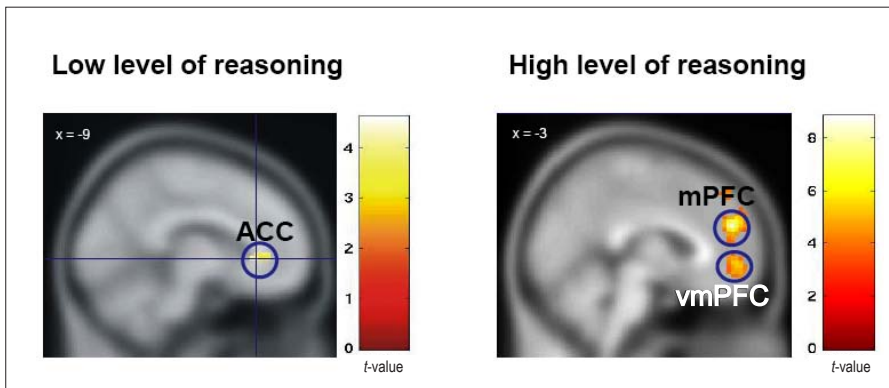 Low level of reasoning
x = -9
ACC
4
3
2
1
0
t-value
High level of reasoning
x = -3
mPFC
vmPFC
8
6
4
2
0
t-value